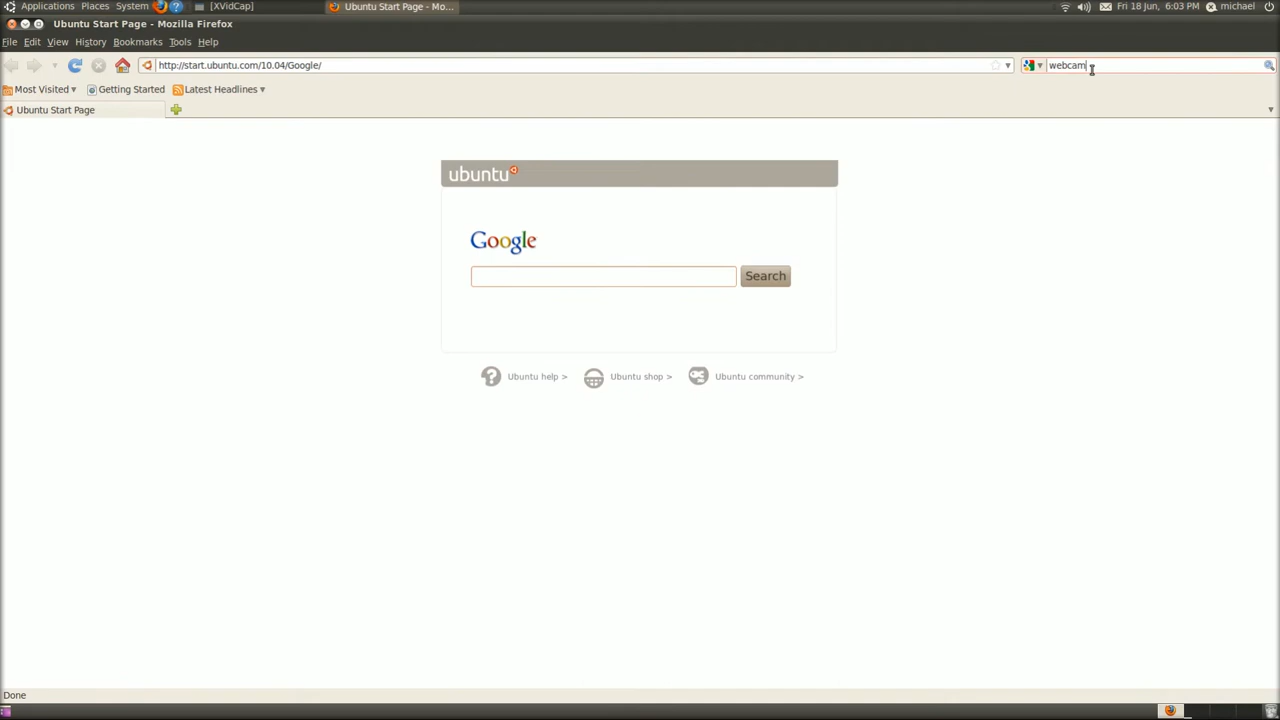 Applications Places System [XVidCap] Ubuntu Start Page - Mo... Fri 18 Jun, 6:03 PM michael
Ubuntu Start Page - Mozilla Firefox
File Edit View History Bookmarks Tools Help
http://start.ubuntu.com/10.04/Google/ webcam
Most Visited Getting Started Latest Headlines
Ubuntu Start Page
ubuntu
Google
Search
Ubuntu help > Ubuntu shop > Ubuntu community >
Done